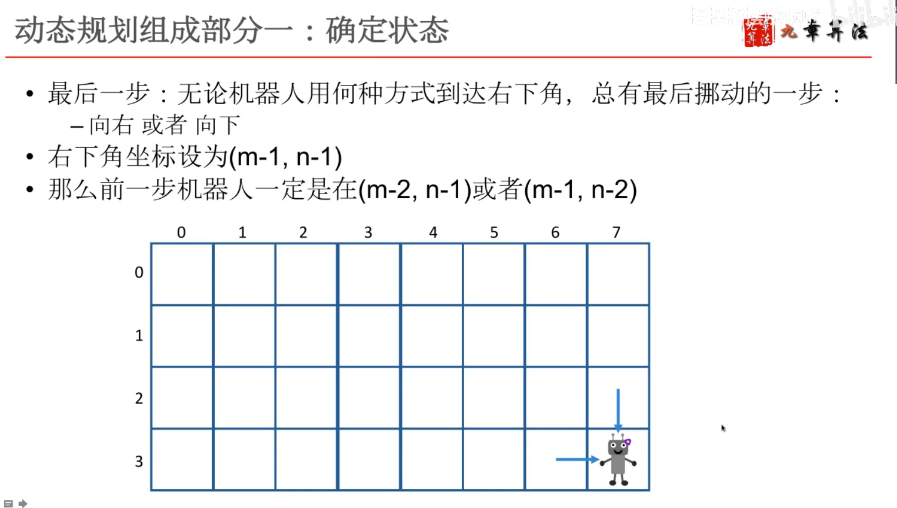 动态规划组成部分一：确定状态
九章算法
九章算法
• 最后一步：无论机器人用何种方式到达右下角，总有最后挪动的一步：
– 向右 或者 向下
• 右下角坐标设为(m-1, n-1)
• 那么前一步机器人一定是在(m-2, n-1)或者(m-1, n-2)
0 1 2 3 4 5 6 7
0
1
2
3